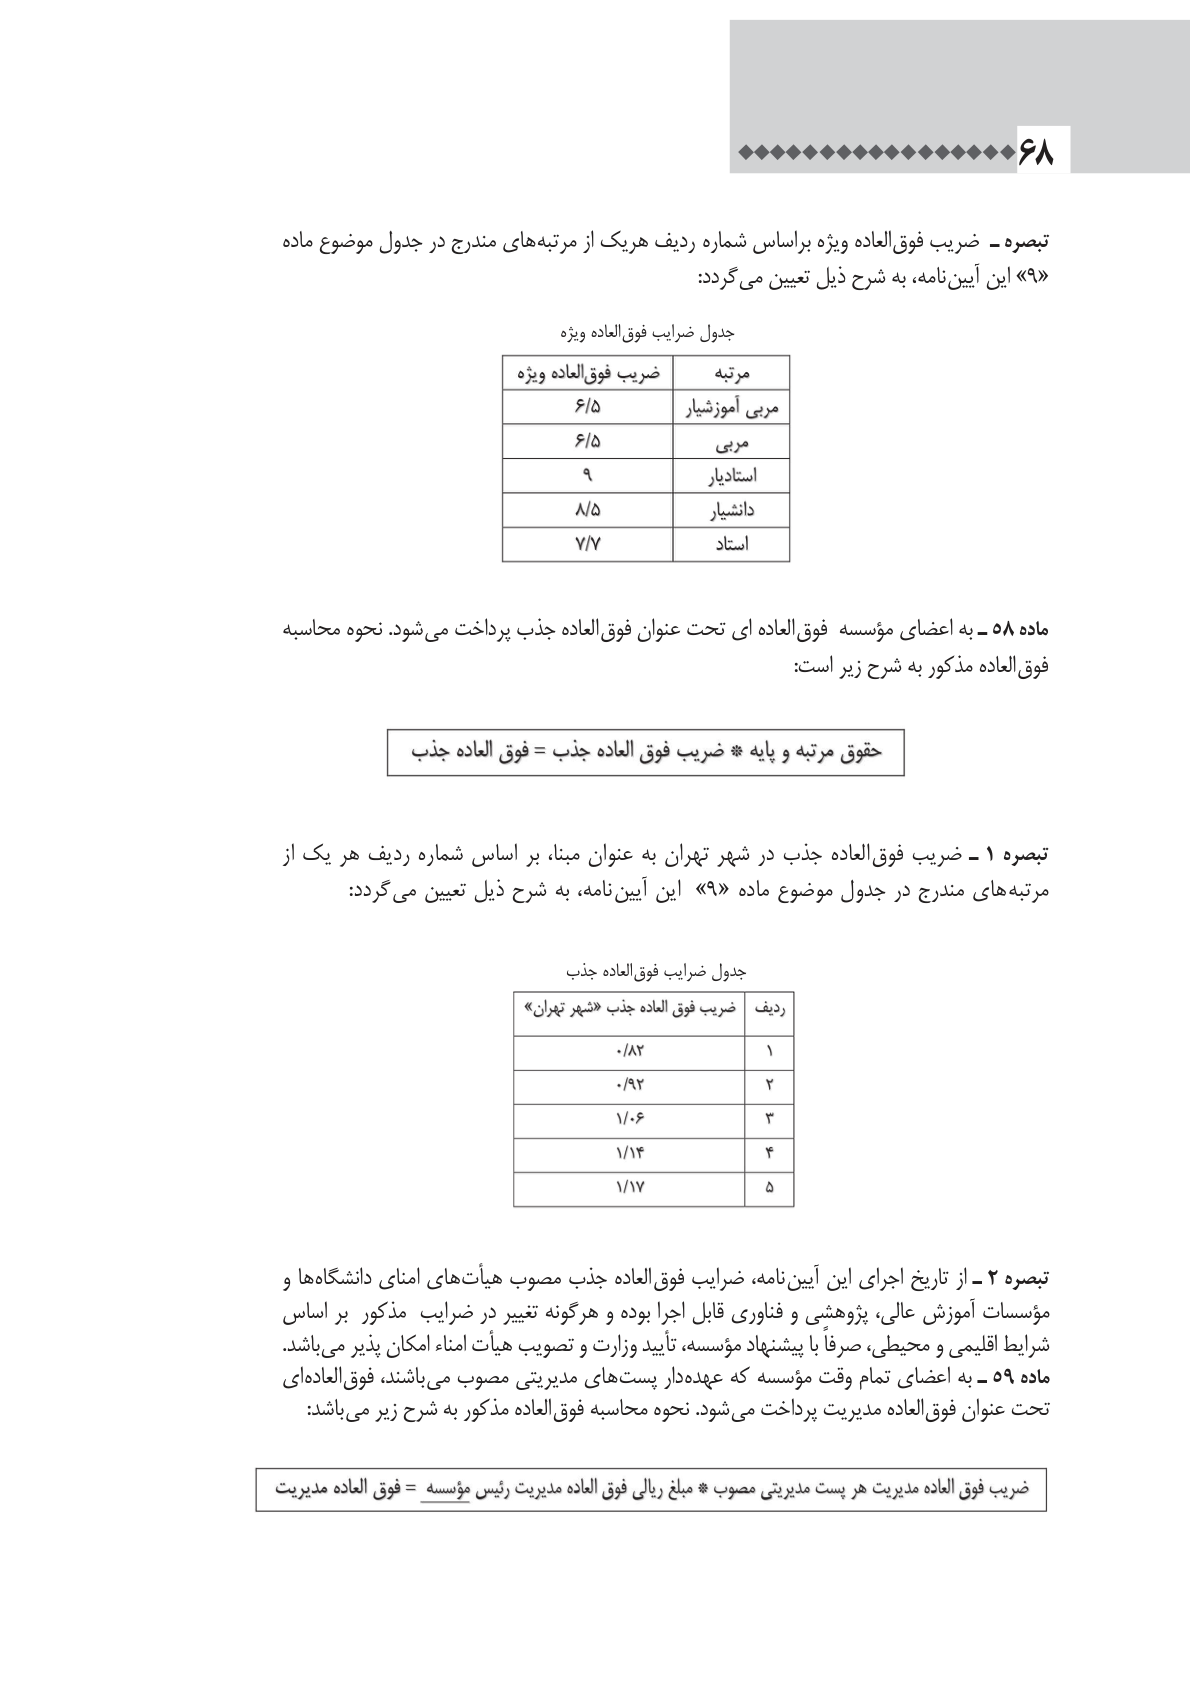 ۶۸
تبصره ـ ضریب فوق‌العاده ویژه براساس شماره ردیف هریک از مرتبه‌های مندرج در جدول موضوع ماده
«۹» این آیین‌نامه، به شرح ذیل تعیین می‌گردد:
جدول ضرایب فوق‌العاده ویژه
مرتبه ضریب فوق‌العاده ویژه
مربی آموزشیار ۶/۵
مربی ۶/۵
استادیار ۹
دانشیار ۸/۵
استاد ۷/۷
ماده ۵۸ ـ به اعضای مؤسسه فوق‌العاده ای تحت عنوان فوق‌العاده جذب پرداخت می‌شود. نحوه محاسبه
فوق‌العاده مذکور به شرح زیر است:
حقوق مرتبه و پایه * ضریب فوق العاده جذب = فوق العاده جذب
تبصره ۱ ـ ضریب فوق‌العاده جذب در شهر تهران به عنوان مبنا، بر اساس شماره ردیف هر یک از
مرتبه‌های مندرج در جدول موضوع ماده «۹» این آیین‌نامه، به شرح ذیل تعیین می‌گردد:
جدول ضرایب فوق‌العاده جذب
ردیف ضریب فوق العاده جذب «شهر تهران»
۱ ۰/۸۲
۲ ۰/۹۲
۳ ۱/۰۶
۴ ۱/۱۴
۵ ۱/۱۷
تبصره ۲ ـ از تاریخ اجرای این آیین‌نامه، ضرایب فوق‌العاده جذب مصوب هیأت‌های امنای دانشگاه‌ها و
مؤسسات آموزش عالی، پژوهشی و فناوری قابل اجرا بوده و هرگونه تغییر در ضرایب مذکور بر اساس
شرایط اقلیمی و محیطی، صرفاً با پیشنهاد مؤسسه، تأیید وزارت و تصویب هیأت امناء امکان پذیر می‌باشد.
ماده ۵۹ ـ به اعضای تمام وقت مؤسسه که عهده‌دار پست‌های مدیریتی مصوب می‌باشند، فوق‌العاده‌ای
تحت عنوان فوق‌العاده مدیریت پرداخت می‌شود. نحوه محاسبه فوق‌العاده مذکور به شرح زیر می‌باشد:
ضریب فوق العاده مدیریت هر پست مدیریتی مصوب * مبلغ ریالی فوق العاده مدیریت رئیس مؤسسه = فوق العاده مدیریت